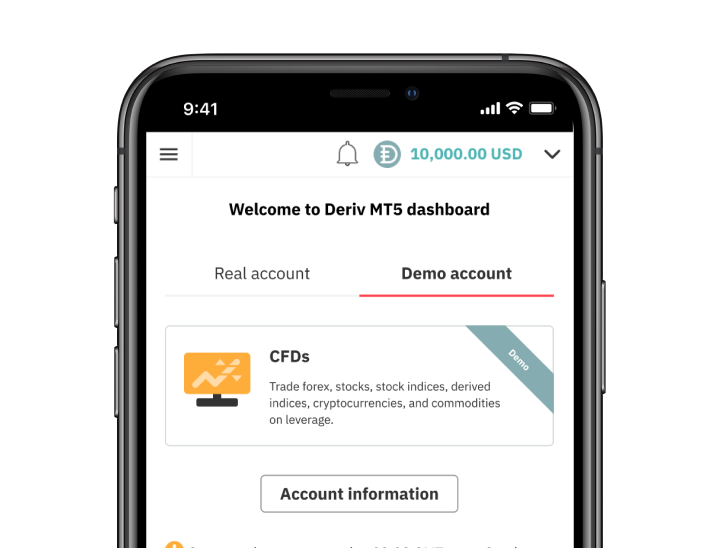 9:41
10,000.00 USD
Welcome to Deriv MT5 dashboard
Real account
Demo account
CFDs
Demo
Trade forex, stocks, stock indices, derived
indices, cryptocurrencies, and commodities
on leverage.
Account information